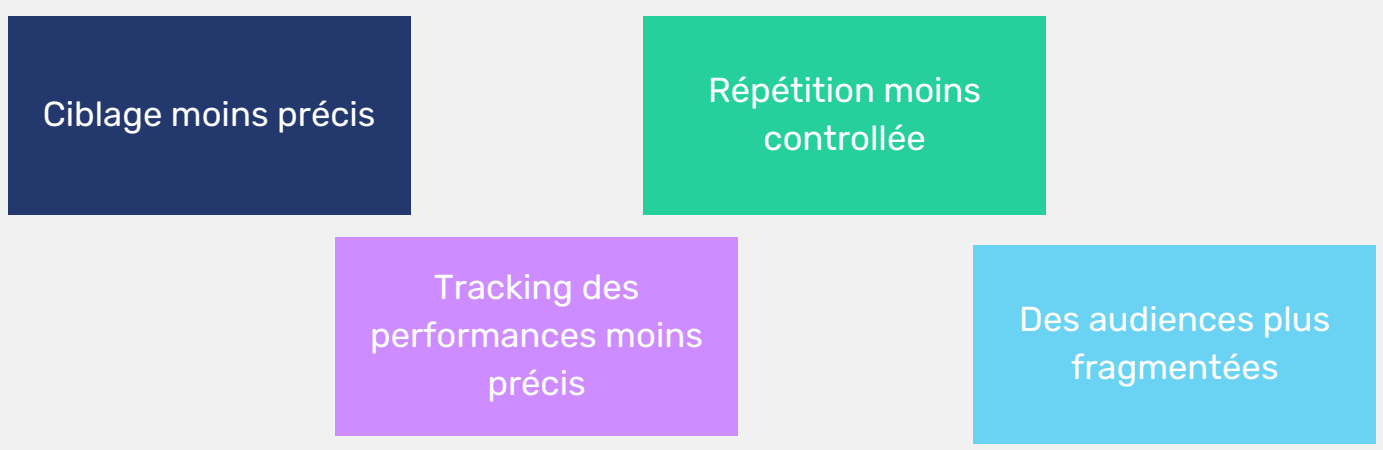 Ciblage moins précis
Répétition moins
controllée
Tracking des
performances moins
précis
Des audiences plus
fragmentées